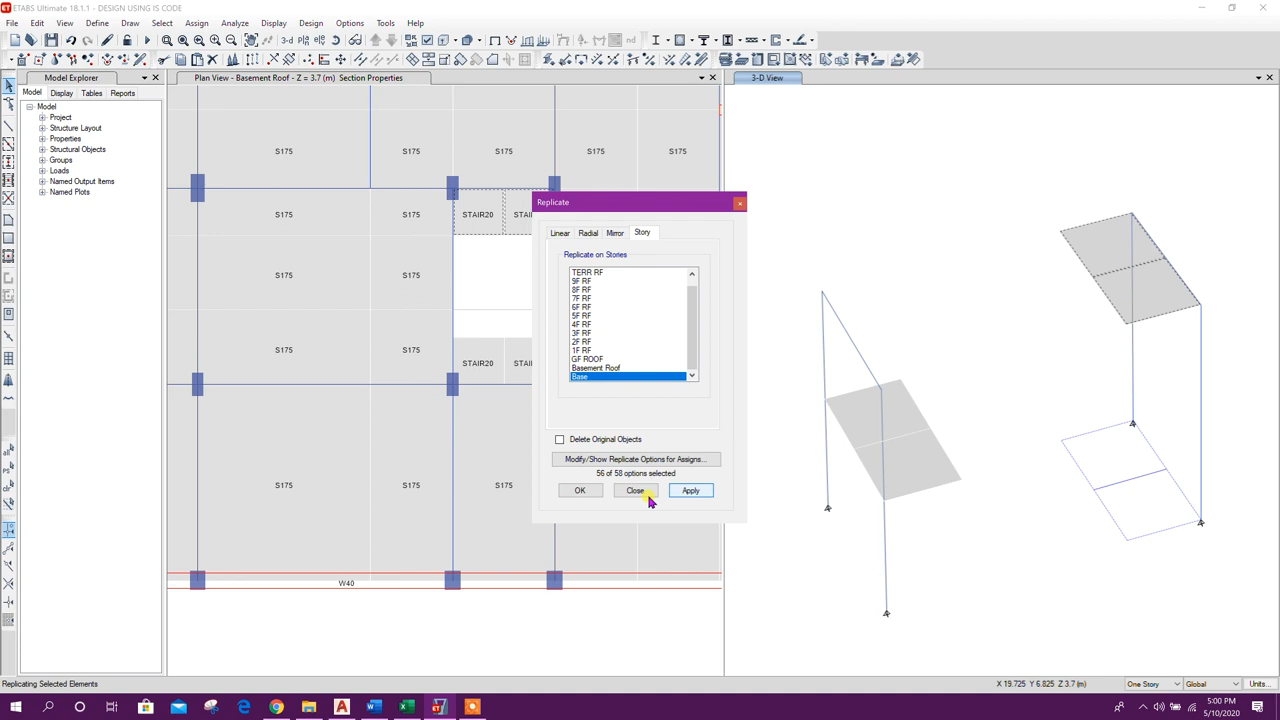 ETABS Ultimate 18.1.1 - DESIGN USING IS CODE
File Edit View Define Draw Select Assign Analyze Display Design Options Tools Help
3-d
nd
Model Explorer
Plan View - Basement Roof - Z = 3.7 (m) Section Properties
3-D View
Model Display Tables Reports
Model
Project
Structure Layout
Properties
Structural Objects
Groups
Loads
Named Output Items
Named Plots
S175 S175 S175 S175 S175
S175 S175 STAIR20 STAI
S175 S175
S175 S175 STAIR20 STAI
S175 S175 S175
W40
Replicate
Linear Radial Mirror Story
Replicate on Stories
TERR RF
9F RF
8F RF
7F RF
6F RF
5F RF
4F RF
3F RF
2F RF
1F RF
GF ROOF
Basement Roof
Base
Delete Original Objects
Modify/Show Replicate Options for Assigns...
56 of 58 options selected
OK Close Apply
Replicating Selected Elements
X 19.725 Y 6.825 Z 3.7 (m)
One Story
Global
Units...
5:00 PM
5/10/2020